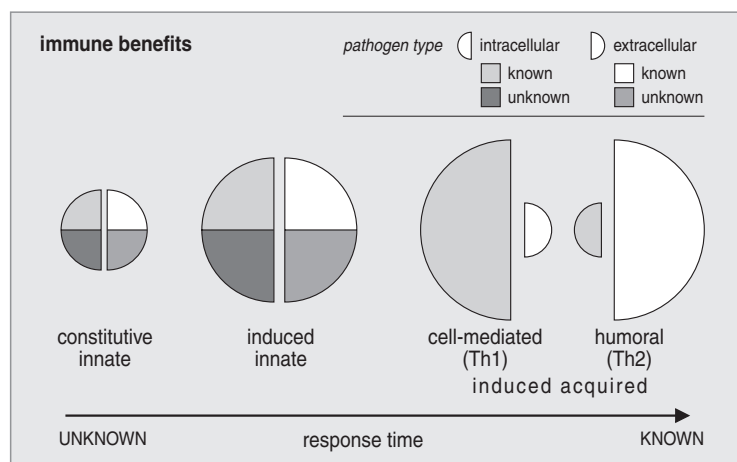 immune benefits
pathogen type intracellular extracellular
known known
unknown unknown
constitutive innate
induced innate
cell-mediated (Th1)
humoral (Th2)
induced acquired
UNKNOWN response time KNOWN